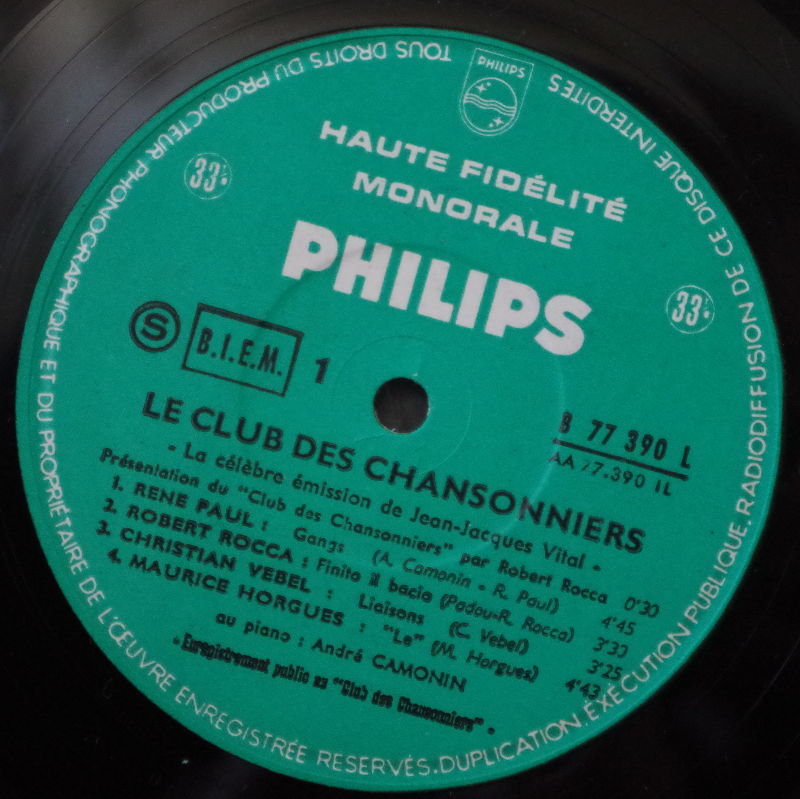 TOUS DROITS DU PRODUCTEUR PHONOGRAPHIQUE ET DU PROPRIÉTAIRE DE L'ŒUVRE ENREGISTRÉE RESERVÉS. DUPLICATION EXÉCUTION PUBLIQUE. RADIODIFFUSION DE CE DISQUE INTERDITES
PHILIPS
HAUTE FIDÉLITÉ
MONORALE
33
33
PHILIPS
S
B.I.E.M.
1
B 77 390 L
AA 77.390 1L
LE CLUB DES CHANSONNIERS
- La célèbre émission de Jean-Jacques Vital -
Présentation du "Club des Chansonniers" par Robert Rocca 0'30
1. RENE PAUL : Gangs (A. Camonin - R. Paul) 4'45
2. ROBERT ROCCA : Finito il bacio (Padou-R. Rocca) 3'30
3. CHRISTIAN VEBEL : Liaisons (C. Vebel) 3'25
4. MAURICE HORGUES : "Le" (M. Horgues) 4'43
au piano : André CAMONIN
- Enregistrement public au "Club des Chansonniers" -